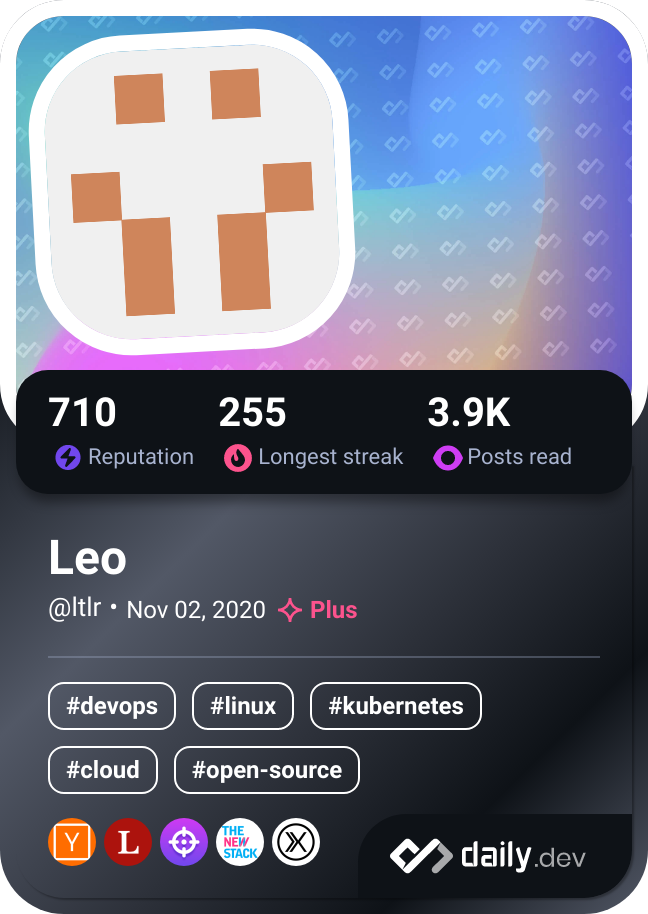 710 255 3.9K
Reputation Longest streak Posts read
Leo
@ltlr • Nov 02, 2020 Plus
#devops #linux #kubernetes
#cloud #open-source
Y L THE NEW STACK
daily.dev